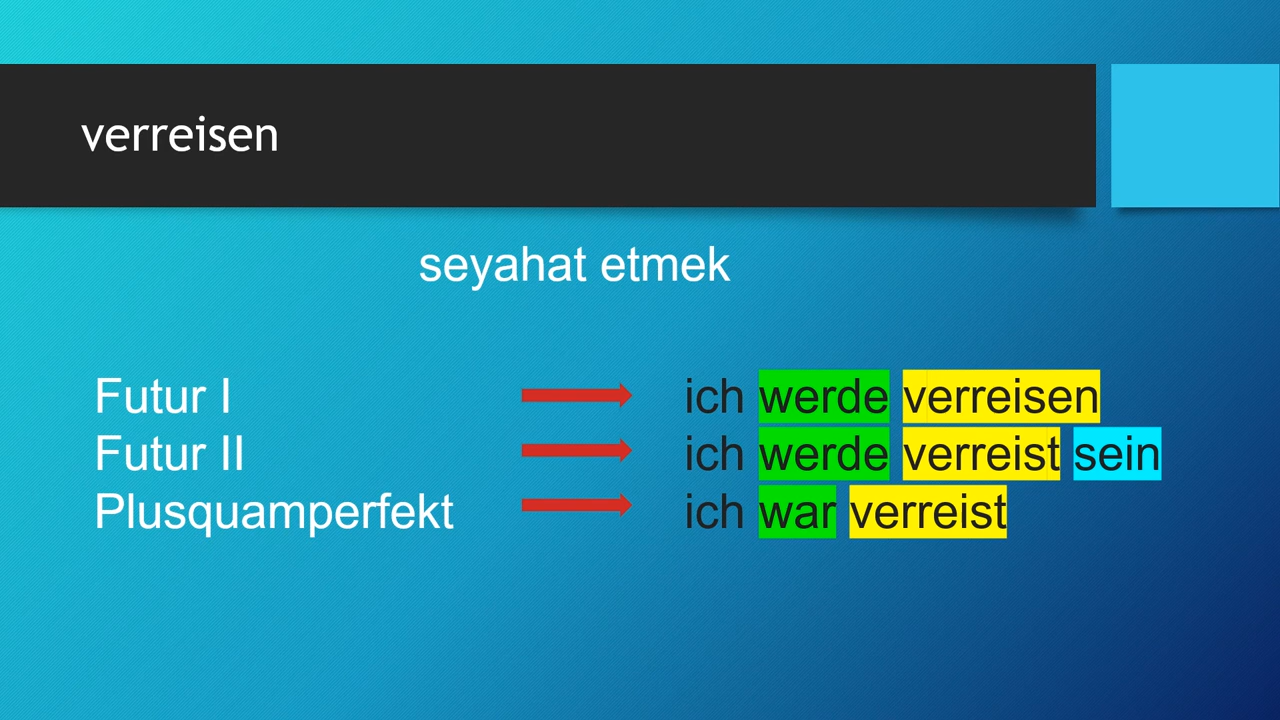 verreisen
seyahat etmek
Futur I ich werde verreisen
Futur II ich werde verreist sein
Plusquamperfekt ich war verreist